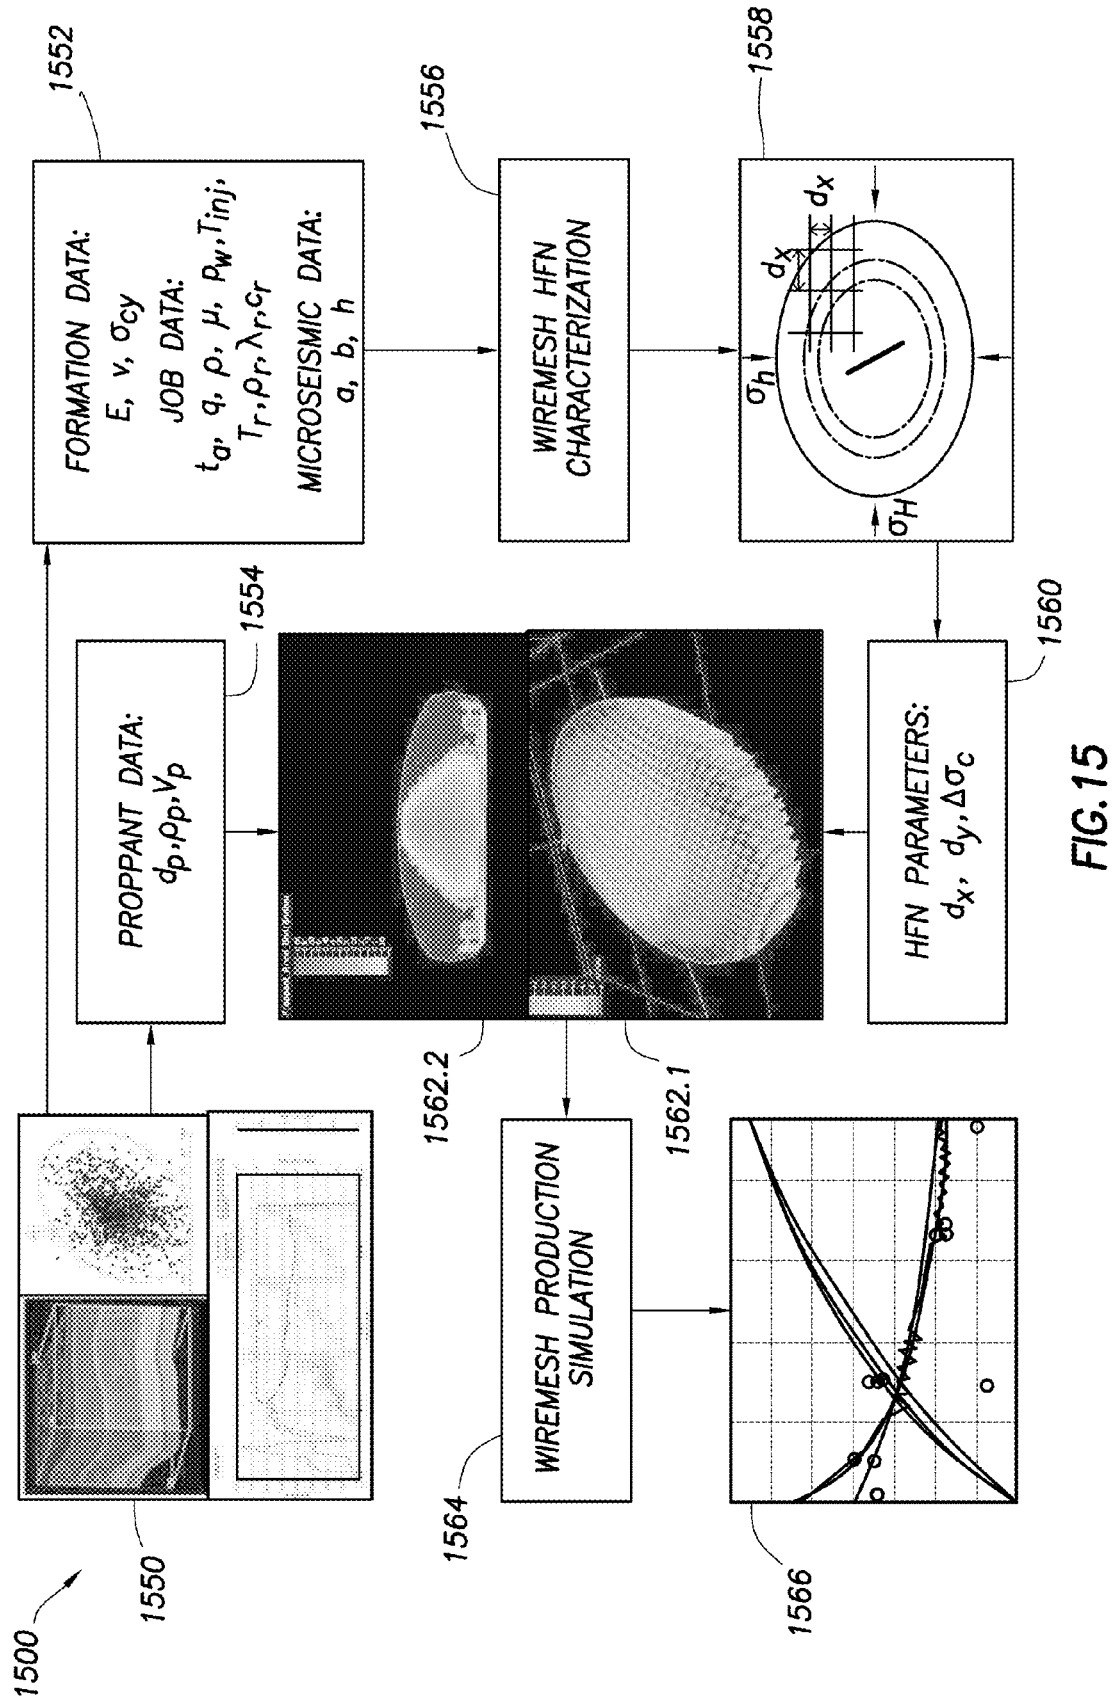 1500
1550
FORMATION DATA:
E, ν, σcy
JOB DATA:
ta, q, ρ, μ, pw, Tinj,
Tr, ρr, λr, cr
MICROSEISMIC DATA:
a, b, h
1552
PROPPANT DATA:
dp, ρp, Vp
1554
WIREMESH HFN
CHARACTERIZATION
1556
σh
σH
dx
dx
1558
HFN PARAMETERS:
dx, dy, Δσc
1560
1562.2
1562.1
WIREMESH PRODUCTION
SIMULATION
1564
1566
FIG.15